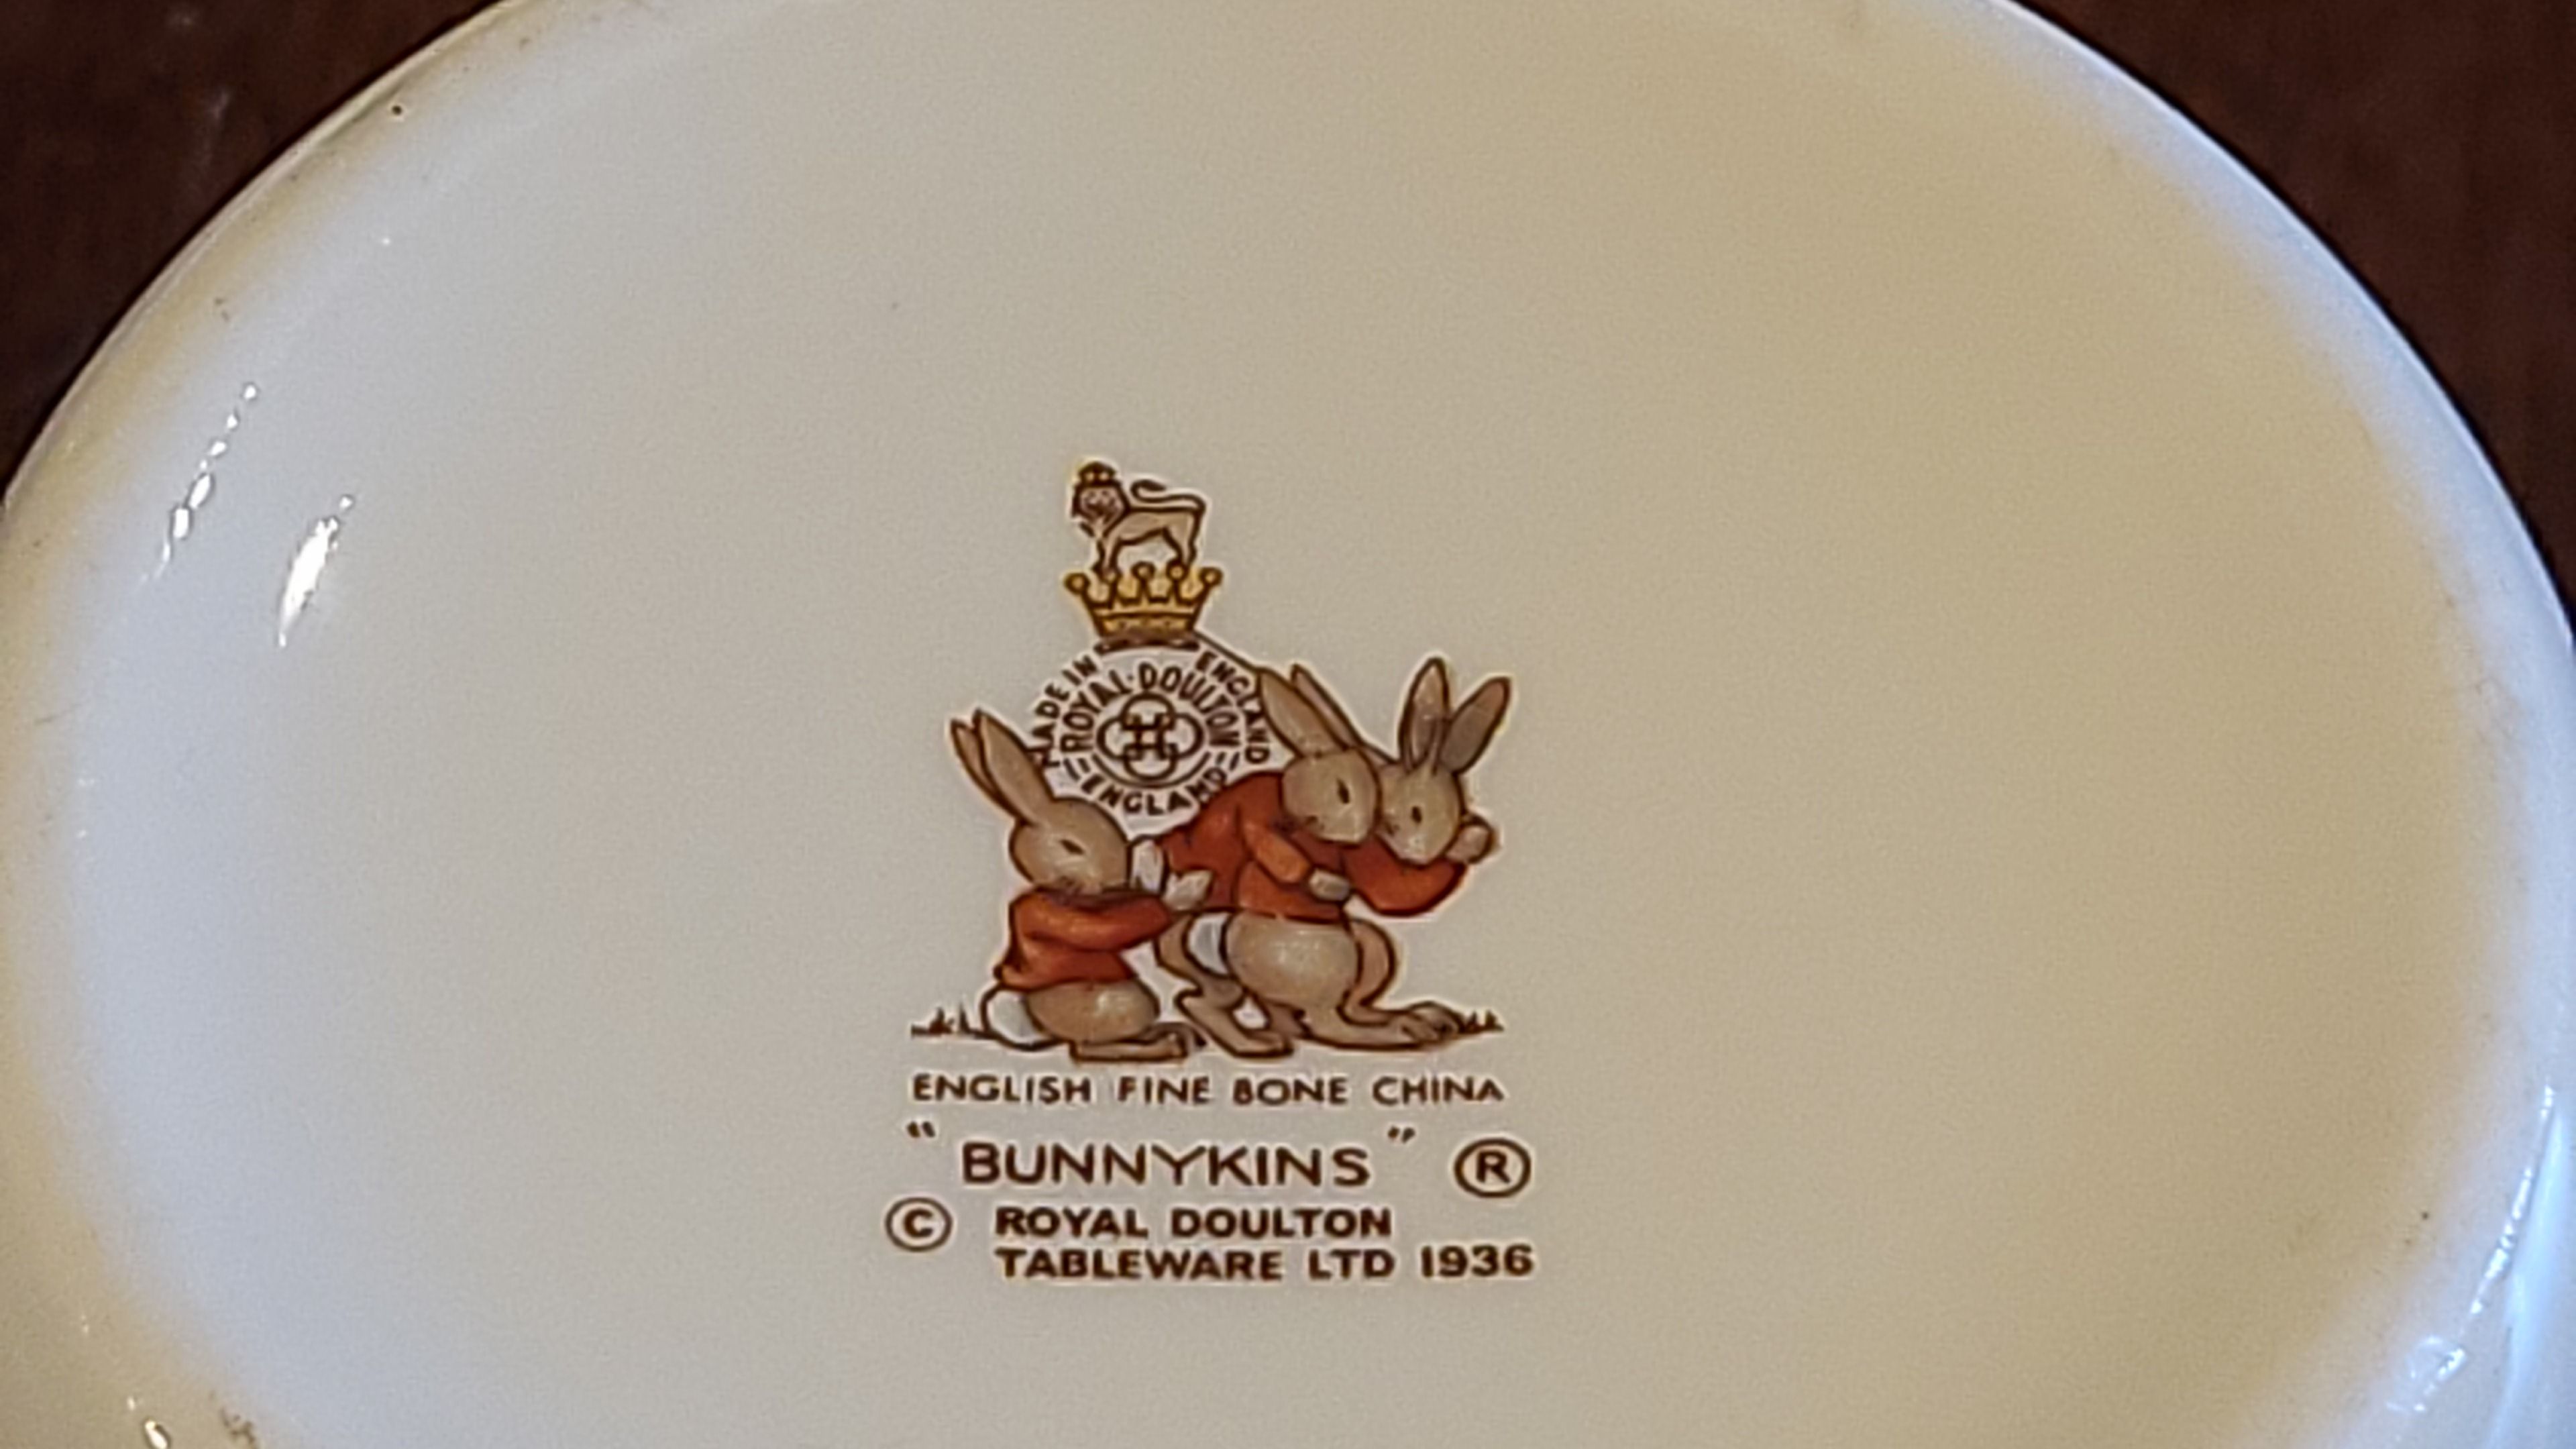 MADE IN ENGLAND
ROYAL·DOULTON
ENGLAND
ENGLISH FINE BONE CHINA
"BUNNYKINS" ®
© ROYAL DOULTON
TABLEWARE LTD 1936